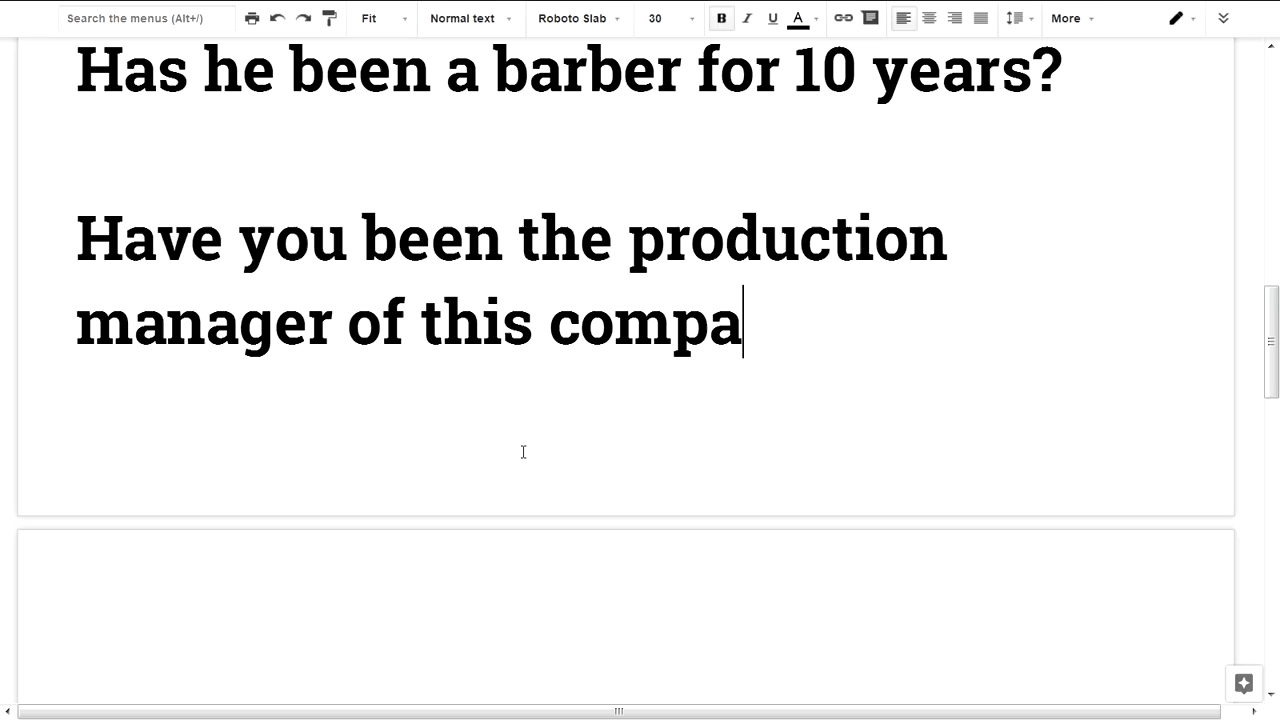 Search the menus (Alt+/) Fit Normal text Roboto Slab 30 B I U A More
Has he been a barber for 10 years?
Have you been the production
manager of this compa